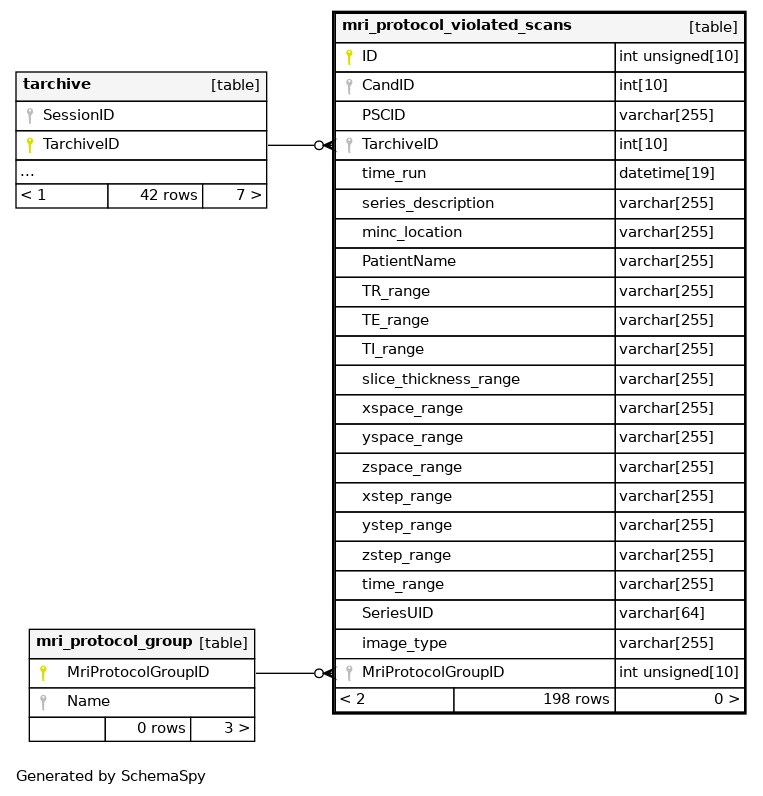 tarchive [table]
SessionID
TarchiveID
...
< 1 42 rows 7 >
mri_protocol_violated_scans [table]
ID int unsigned[10]
CandID int[10]
PSCID varchar[255]
TarchiveID int[10]
time_run datetime[19]
series_description varchar[255]
minc_location varchar[255]
PatientName varchar[255]
TR_range varchar[255]
TE_range varchar[255]
TI_range varchar[255]
slice_thickness_range varchar[255]
xspace_range varchar[255]
yspace_range varchar[255]
zspace_range varchar[255]
xstep_range varchar[255]
ystep_range varchar[255]
zstep_range varchar[255]
time_range varchar[255]
SeriesUID varchar[64]
image_type varchar[255]
MriProtocolGroupID int unsigned[10]
< 2 198 rows 0 >
mri_protocol_group [table]
MriProtocolGroupID
Name
0 rows 3 >
Generated by SchemaSpy